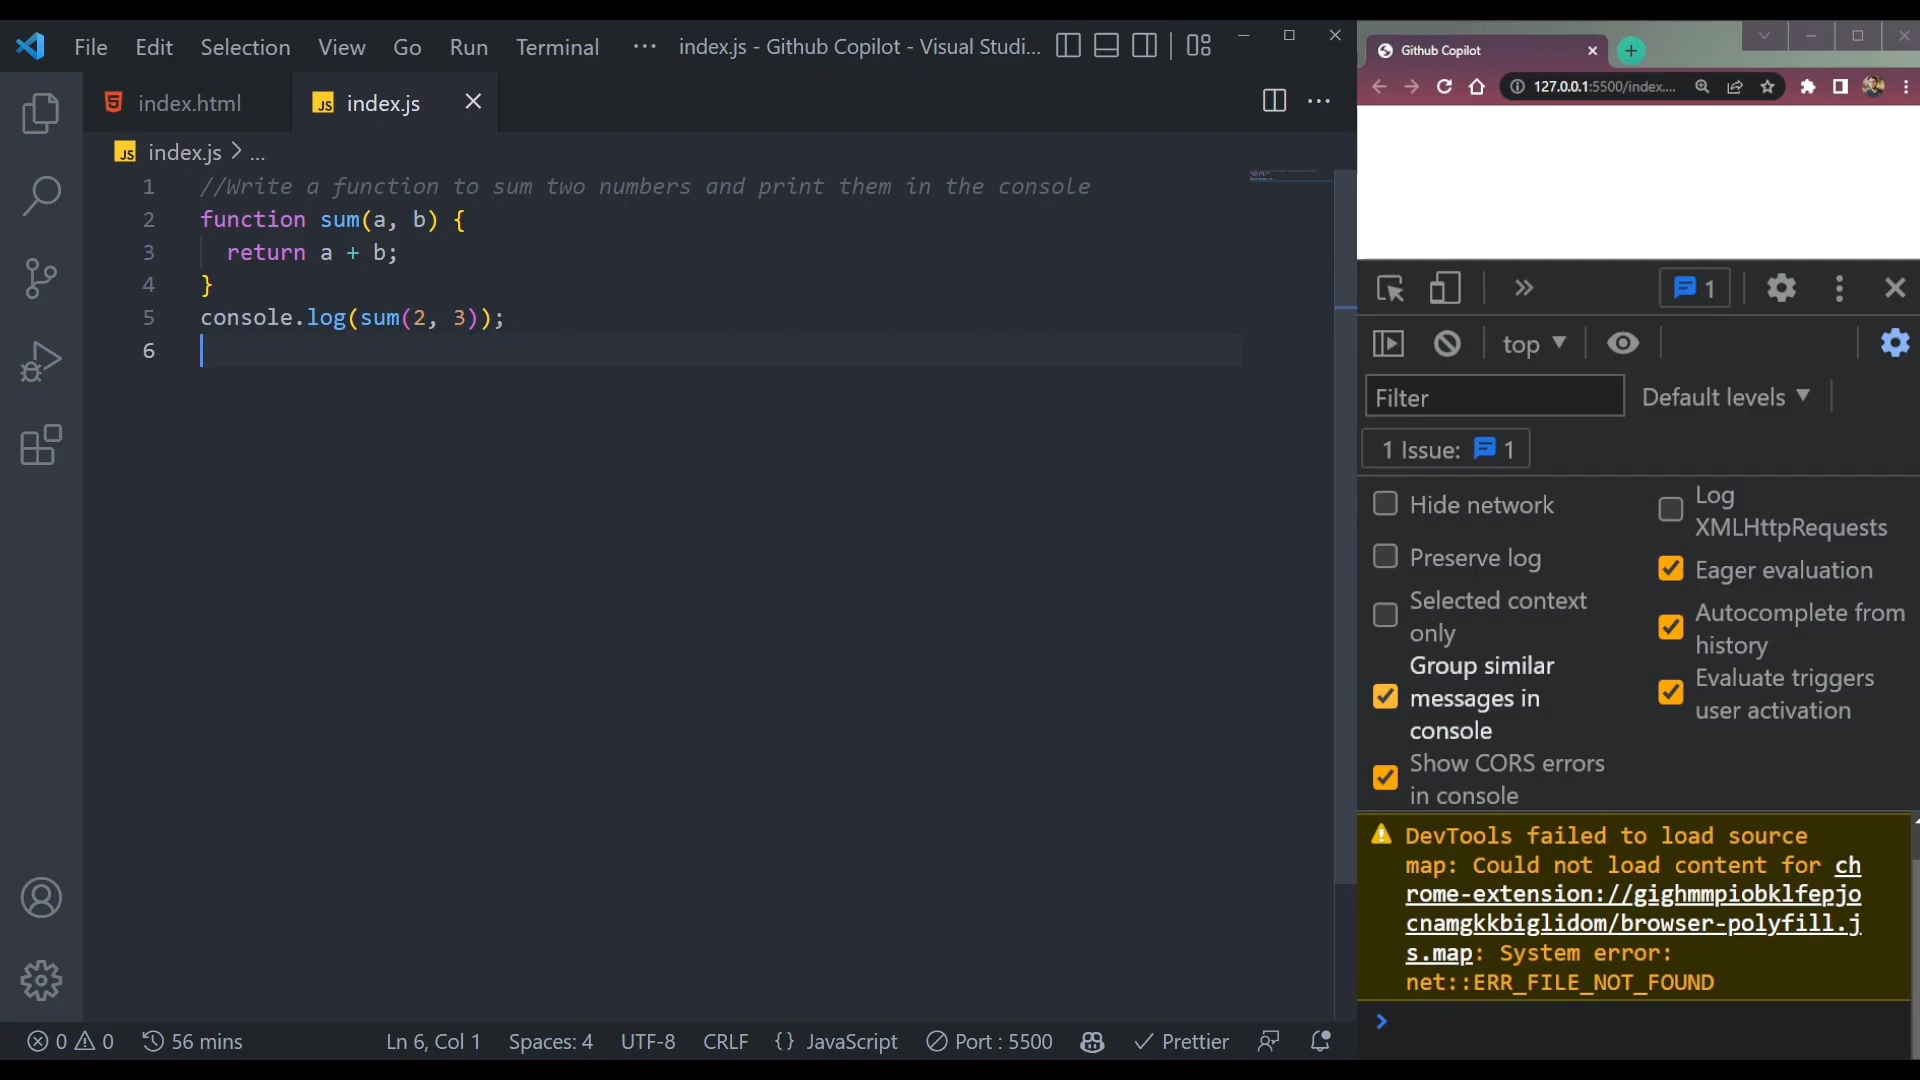 File Edit Selection View Go Run Terminal ··· index.js - Github Copilot - Visual Studi...
index.html
index.js
index.js > ...
1 //Write a function to sum two numbers and print them in the console
2 function sum(a, b) {
3 return a + b;
4 }
5 console.log(sum(2, 3));
6
0 0 56 mins Ln 6, Col 1 Spaces: 4 UTF-8 CRLF {} JavaScript Port : 5500 Prettier
Github Copilot
127.0.0.1:5500/index....
1
top
Filter Default levels
1 Issue: 1
Hide network
Preserve log
Selected context
only
Group similar
messages in
console
Show CORS errors
in console
Log
XMLHttpRequests
Eager evaluation
Autocomplete from
history
Evaluate triggers
user activation
DevTools failed to load source
map: Could not load content for ch
rome-extension://gighmmpiobklfepjo
cnamgkkbiglidom/browser-polyfill.j
s.map: System error:
net::ERR_FILE_NOT_FOUND